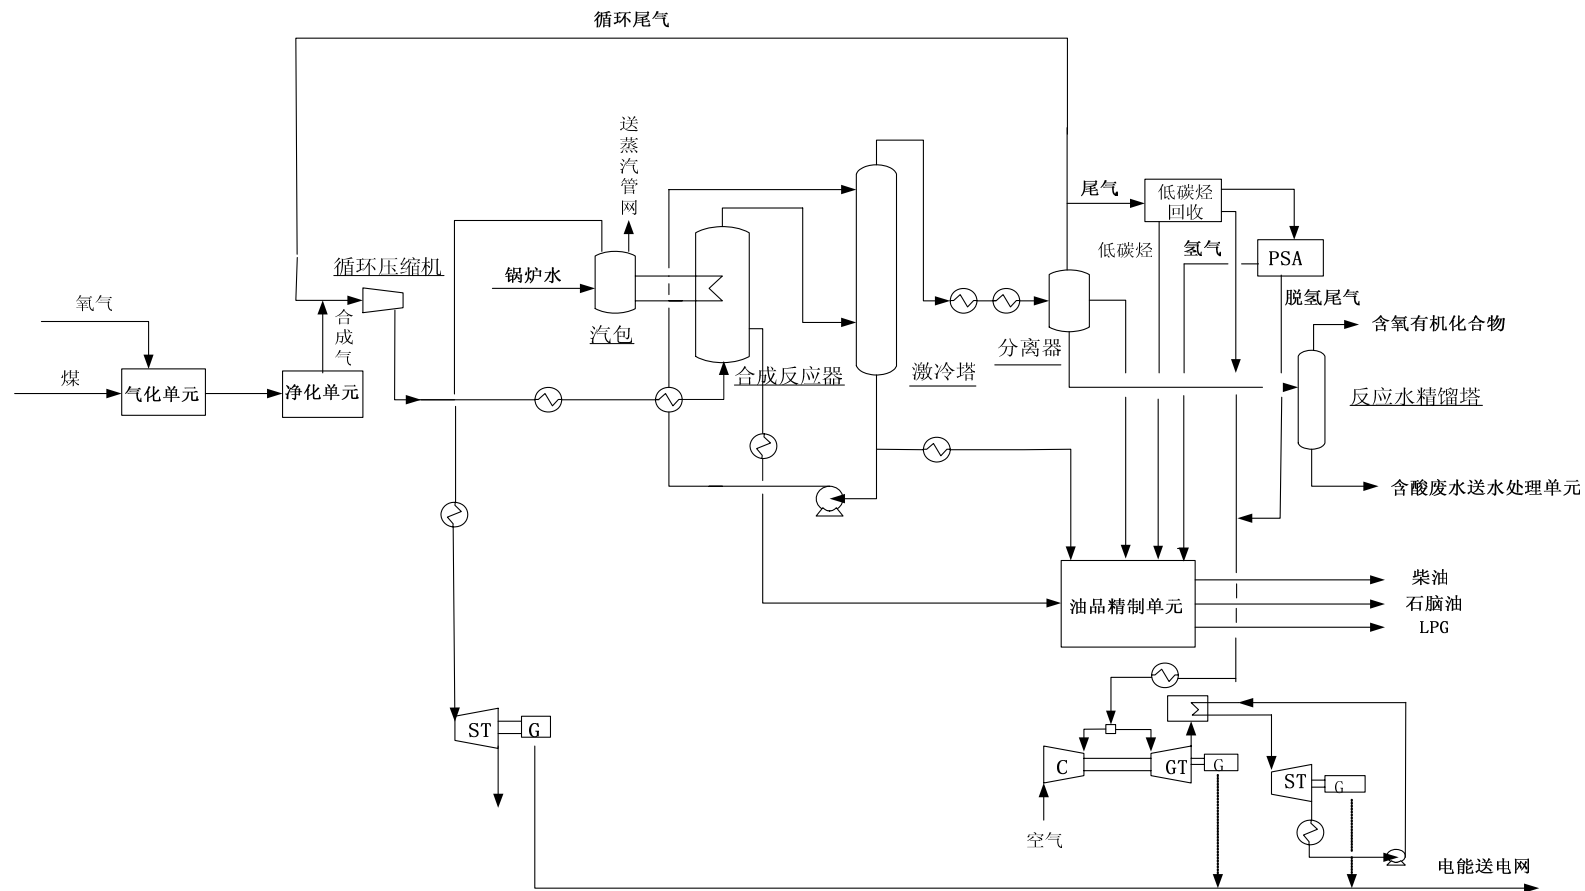 循环尾气
送蒸汽管网
尾气
低碳烃
回收
低碳烃
氢气
PSA
循环压缩机
锅炉水
脱氢尾气
氧气
合成气
汽包
含氧有机化合物
分离器
煤
气化单元
净化单元
合成反应器
激冷塔
反应水精馏塔
含酸废水送水处理单元
柴油
油品精制单元
石脑油
LPG
ST
G
C
GT
G
ST
G
空气
电能送电网